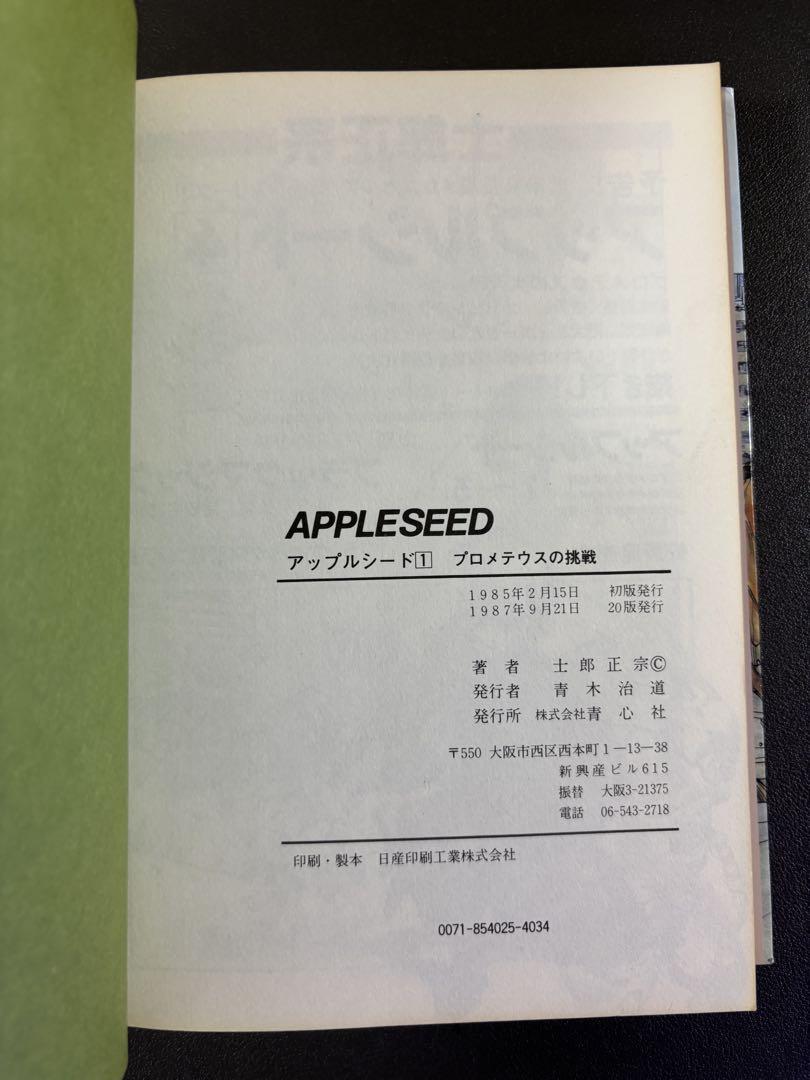 APPLESEED
アップルシード1 プロメテウスの挑戦
1985年2月15日 初版発行
1987年9月21日 20版発行
著者 士郎正宗©
発行者 青木治道
発行所 株式会社青心社
〒550 大阪市西区西本町1―13―38
新興産ビル615
振替 大阪3-21375
電話 06-543-2718
印刷・製本 日産印刷工業株式会社
0071-854025-4034